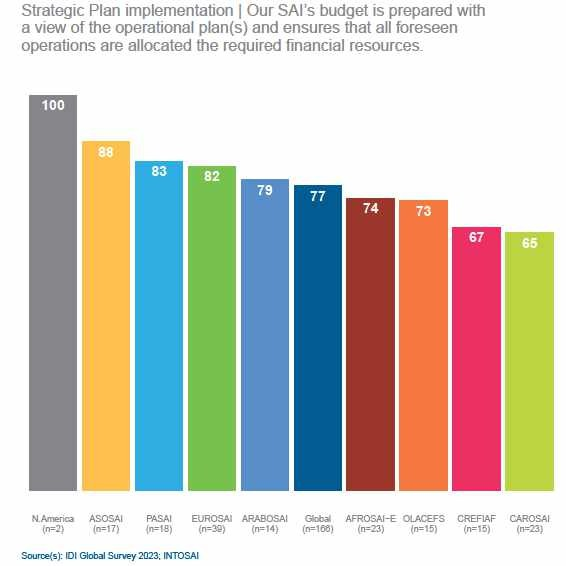 Strategic Plan implementation | Our SAI's budget is prepared with
a view of the operational plan(s) and ensures that all foreseen
operations are allocated the required financial resources.
100
88
83
82
79
77
74
73
67
65
N.America ASOSAI PASAI EUROSAI ARABOSAI Global AFROSAI−E OLACEFS CREFIAF CAROSAI
(n=2) (n=17) (n=18) (n=39) (n=14) (n=166) (n=23) (n=15) (n=15) (n=23)
Source(s): IDI Global Survey 2023; INTOSAI